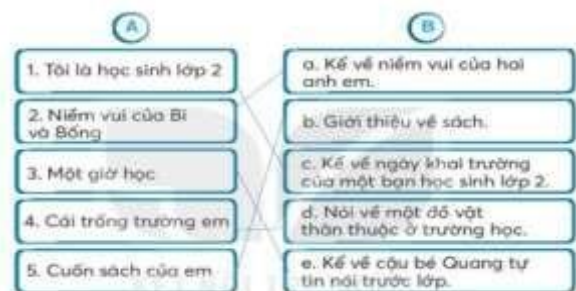 A
B
1. Tôi là học sinh lớp 2
a. Kể về niềm vui của hai
anh em.
2. Niềm vui của Bi
và Bống
b. Giới thiệu về sách.
3. Một giờ học
c. Kể về ngày khai trường
của một bạn học sinh lớp 2.
4. Cái trống trường em
d. Nói về một đồ vật
thân thuộc ở trường học.
5. Cuốn sách của em
e. Kể về cậu bé Quang tự
tin nói trước lớp.